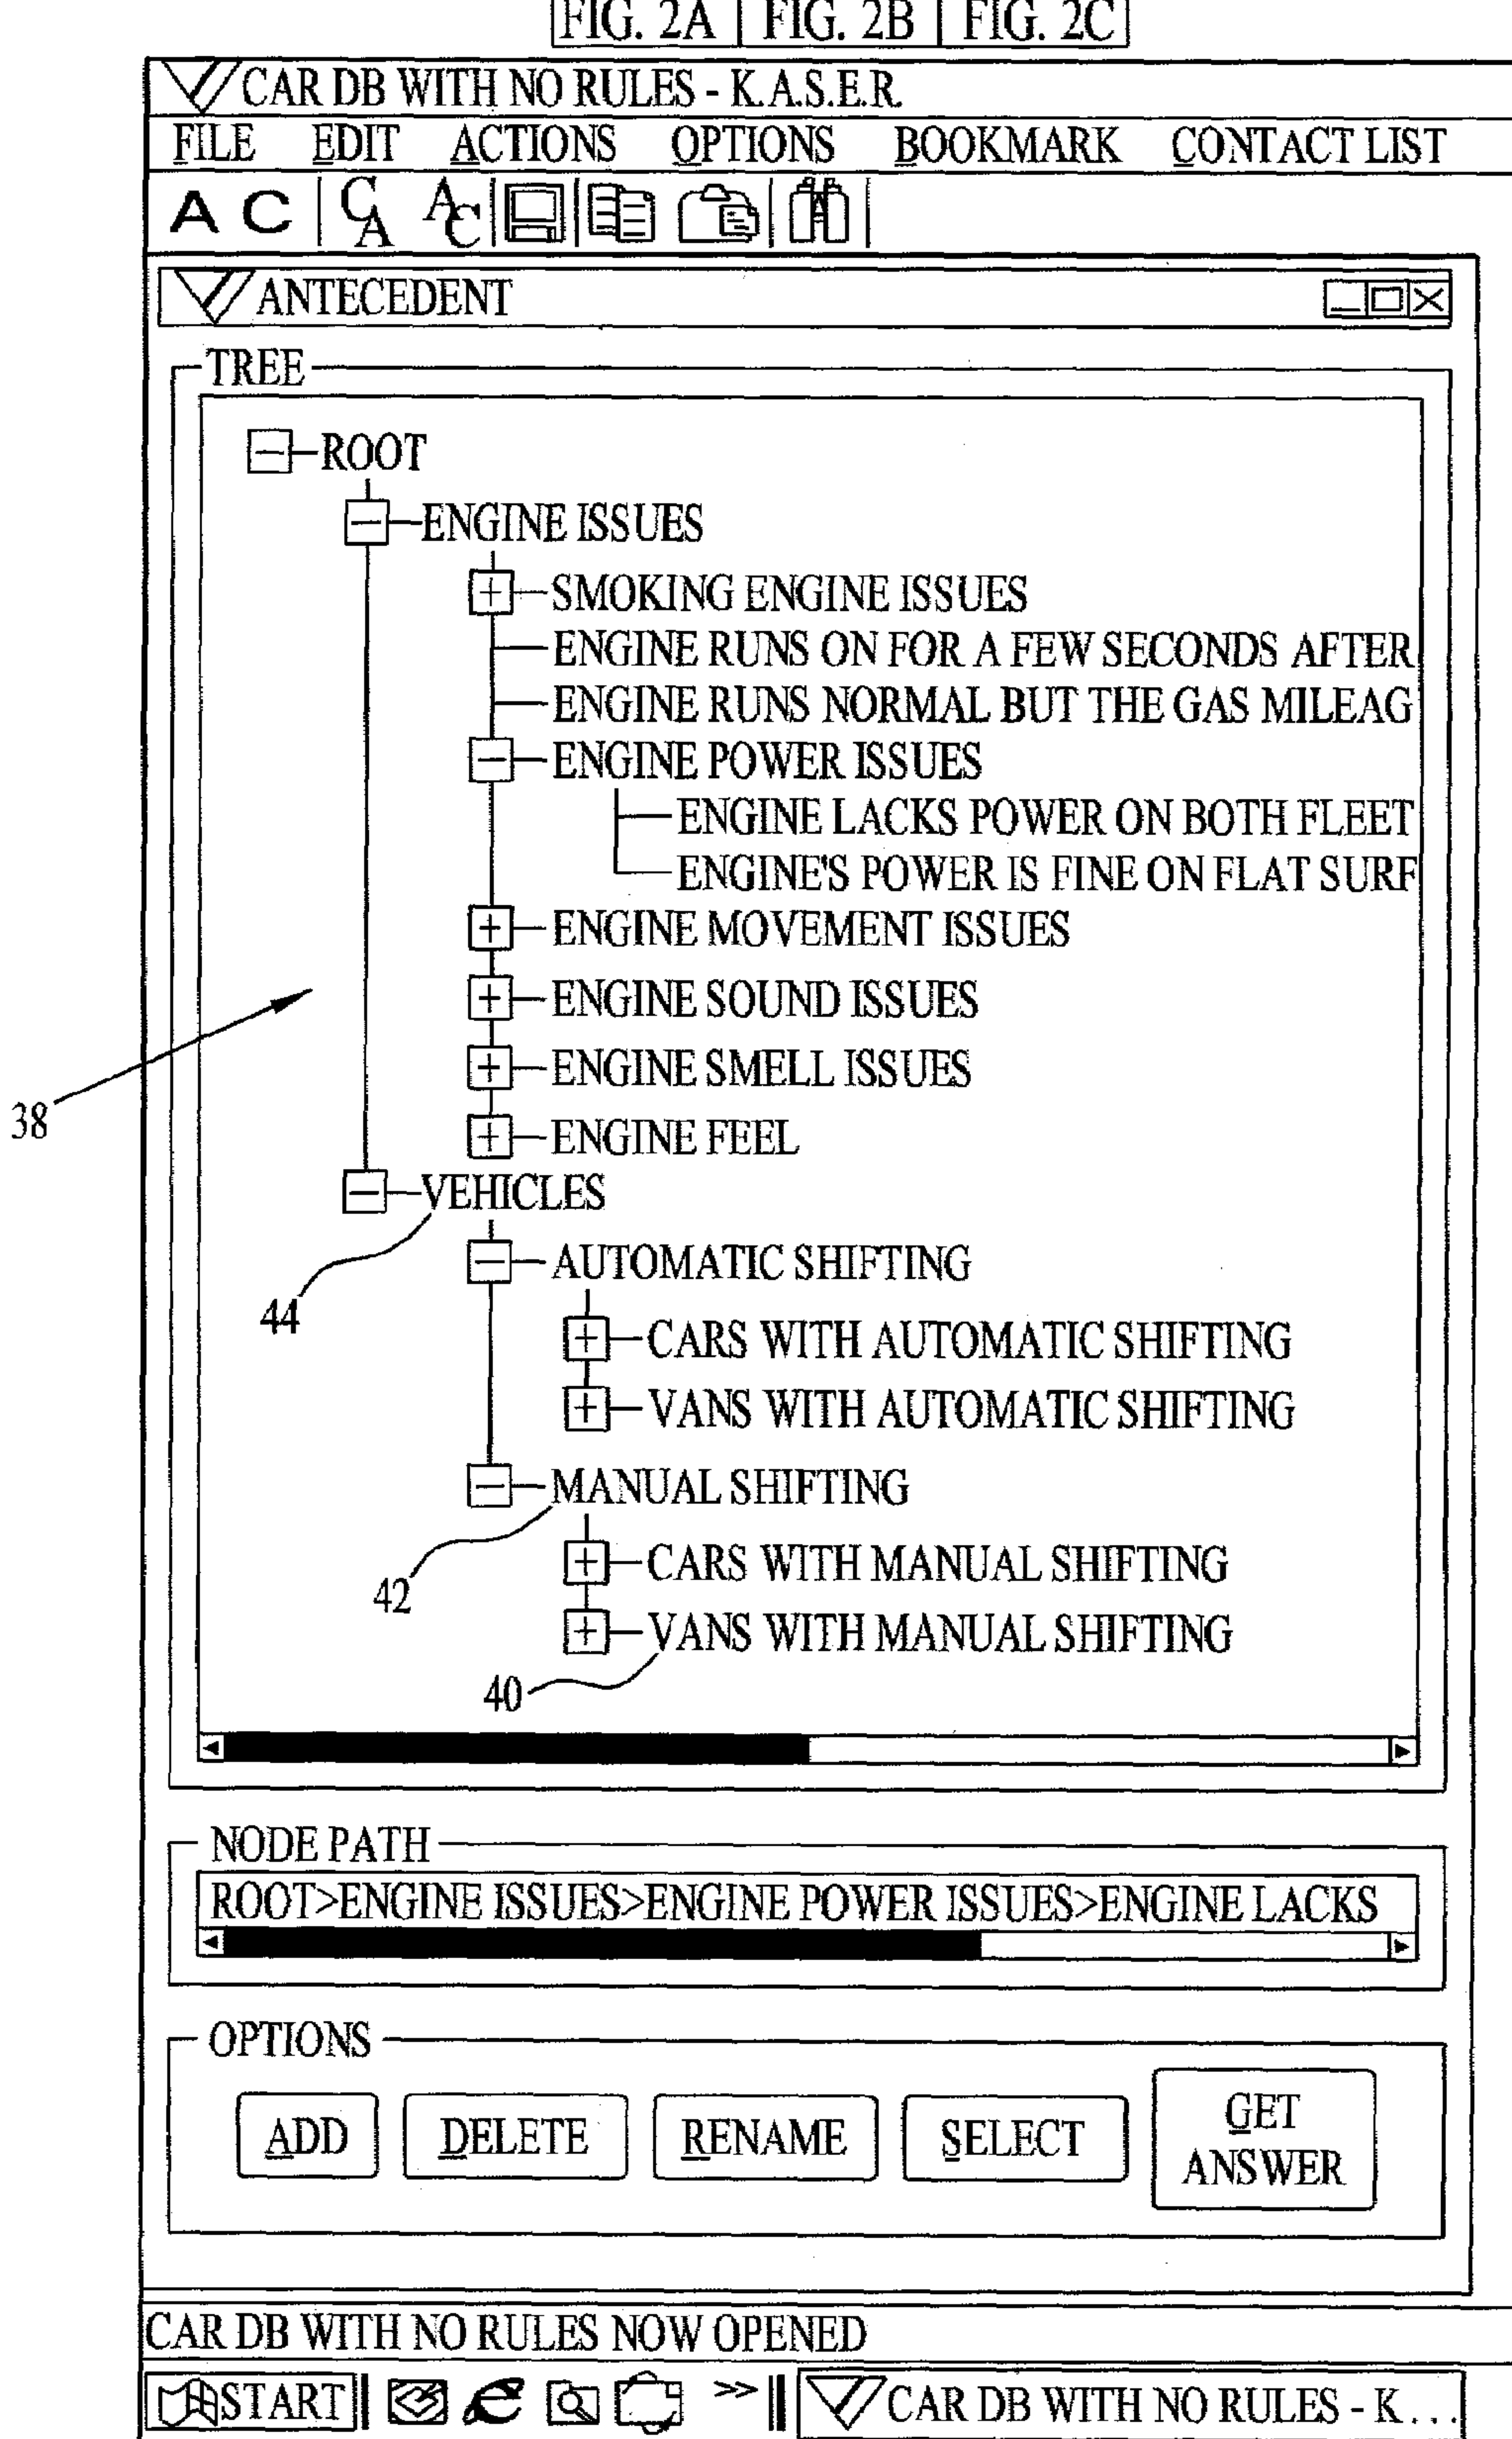 FIG. 2A FIG. 2B FIG. 2C
CAR DB WITH NO RULES - K.A.S.E.R.
FILE EDIT ACTIONS OPTIONS BOOKMARK CONTACT LIST
A C C A A C
ANTECEDENT
TREE
ROOT
ENGINE ISSUES
SMOKING ENGINE ISSUES
ENGINE RUNS ON FOR A FEW SECONDS AFTER
ENGINE RUNS NORMAL BUT THE GAS MILEAG
ENGINE POWER ISSUES
ENGINE LACKS POWER ON BOTH FLEET
ENGINE'S POWER IS FINE ON FLAT SURF
ENGINE MOVEMENT ISSUES
ENGINE SOUND ISSUES
38
ENGINE SMELL ISSUES
ENGINE FEEL
VEHICLES
44
AUTOMATIC SHIFTING
CARS WITH AUTOMATIC SHIFTING
VANS WITH AUTOMATIC SHIFTING
MANUAL SHIFTING
42
CARS WITH MANUAL SHIFTING
VANS WITH MANUAL SHIFTING
40
NODE PATH
ROOT>ENGINE ISSUES>ENGINE POWER ISSUES>ENGINE LACKS
OPTIONS
ADD DELETE RENAME SELECT GET
ANSWER
CAR DB WITH NO RULES NOW OPENED
START >> CAR DB WITH NO RULES - K...